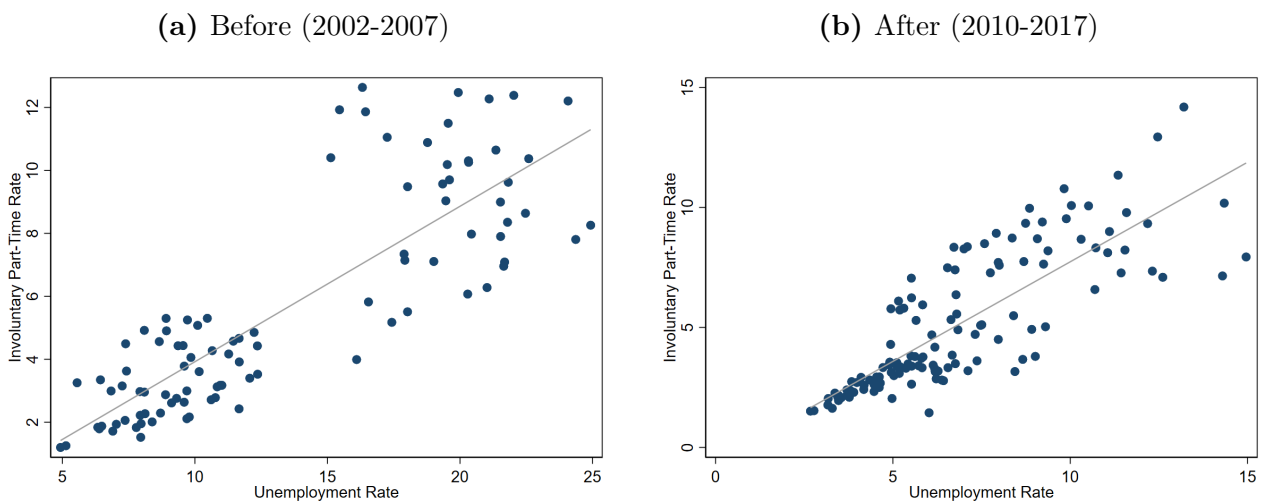 (a) Before (2002-2007)
Involuntary Part-Time Rate
12
10
8
6
4
2
5 10 15 20 25
Unemployment Rate
(b) After (2010-2017)
Involuntary Part-Time Rate
15
10
5
0
0 5 10 15
Unemployment Rate